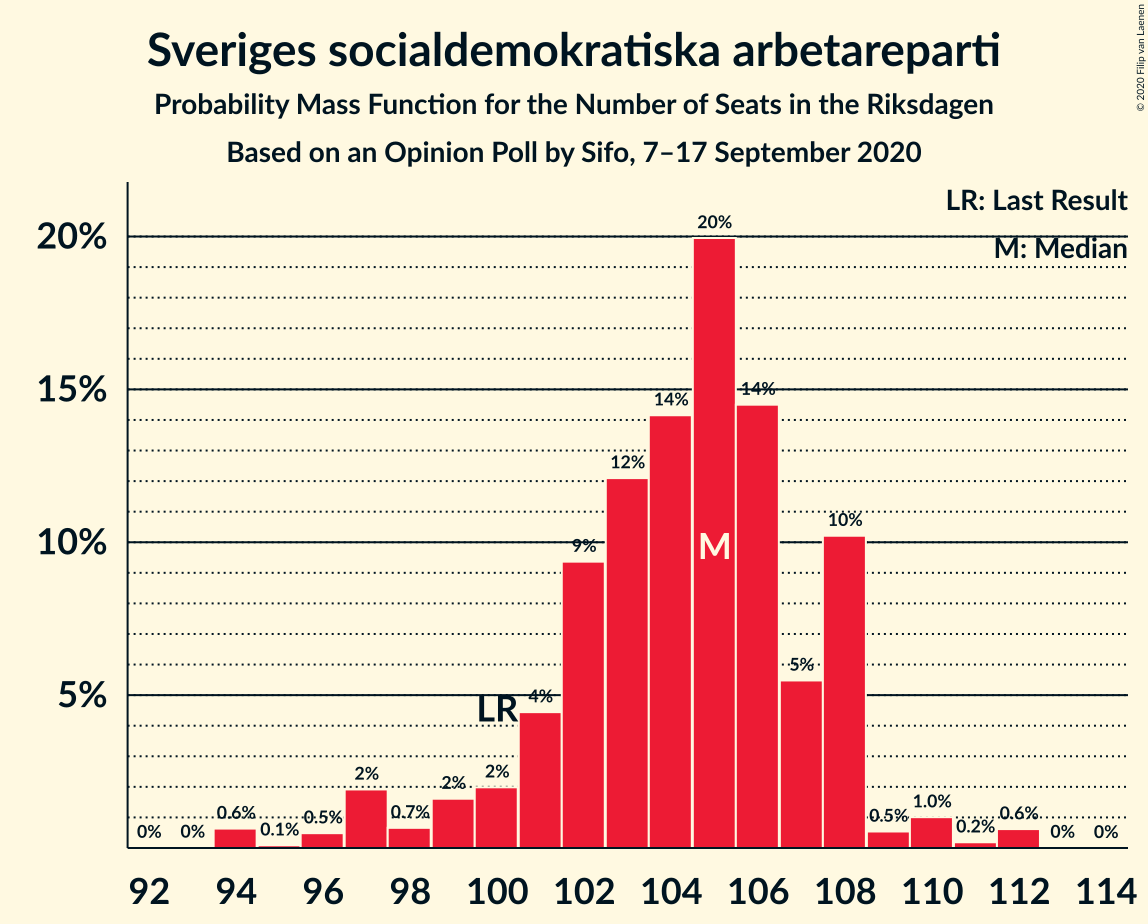 Sveriges socialdemokratiska arbetareparti
Probability Mass Function for the Number of Seats in the Riksdagen
Based on an Opinion Poll by Sifo, 7–17 September 2020
© 2020 Filip van Laenen
LR: Last Result
M: Median
20%
15%
10%
5%
0% 0% 0.6% 0.1% 0.5% 2% 0.7% 2% 2% 4% 9% 12% 14% 20% 14% 5% 10% 0.5% 1.0% 0.2% 0.6% 0% 0%
LR
M
92 94 96 98 100 102 104 106 108 110 112 114